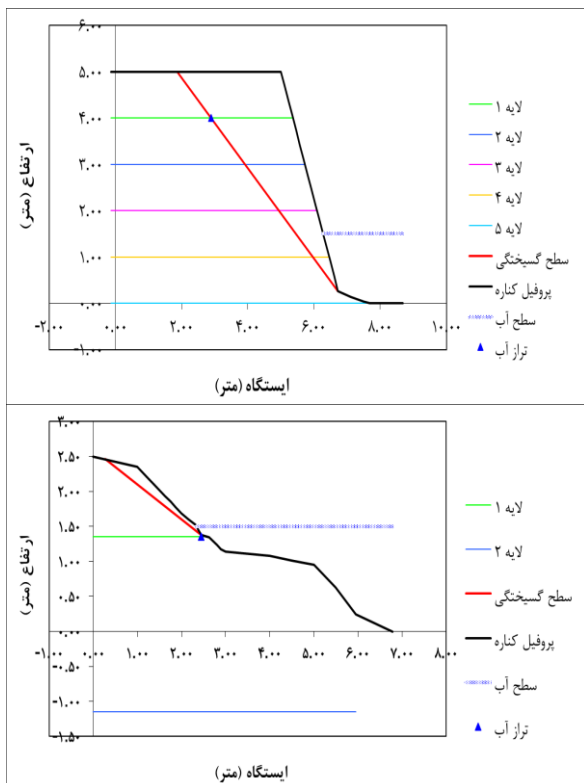 ۶.۰۰
۵.۰۰
۴.۰۰
۳.۰۰
۲.۰۰
۱.۰۰
۰.۰۰
-۱.۰۰
-۲.۰۰ ۰.۰۰ ۲.۰۰ ۴.۰۰ ۶.۰۰ ۸.۰۰ ۱۰.۰۰
ارتفاع (متر)
ایستگاه (متر)
لایه ۱
لایه ۲
لایه ۳
لایه ۴
لایه ۵
سطح گسیختگی
پروفیل کناره
سطح آب
تراز آب
۳.۰۰
۲.۵۰
۲.۰۰
۱.۵۰
۱.۰۰
۰.۵۰
۰.۰۰
-۱.۰۰
-۱.۵۰
-۱.۰۰ ۰.۰۰ ۱.۰۰ ۲.۰۰ ۳.۰۰ ۴.۰۰ ۵.۰۰ ۶.۰۰ ۷.۰۰ ۸.۰۰
ارتفاع (متر)
ایستگاه (متر)
لایه ۱
لایه ۲
سطح گسیختگی
پروفیل کناره
سطح آب
تراز آب